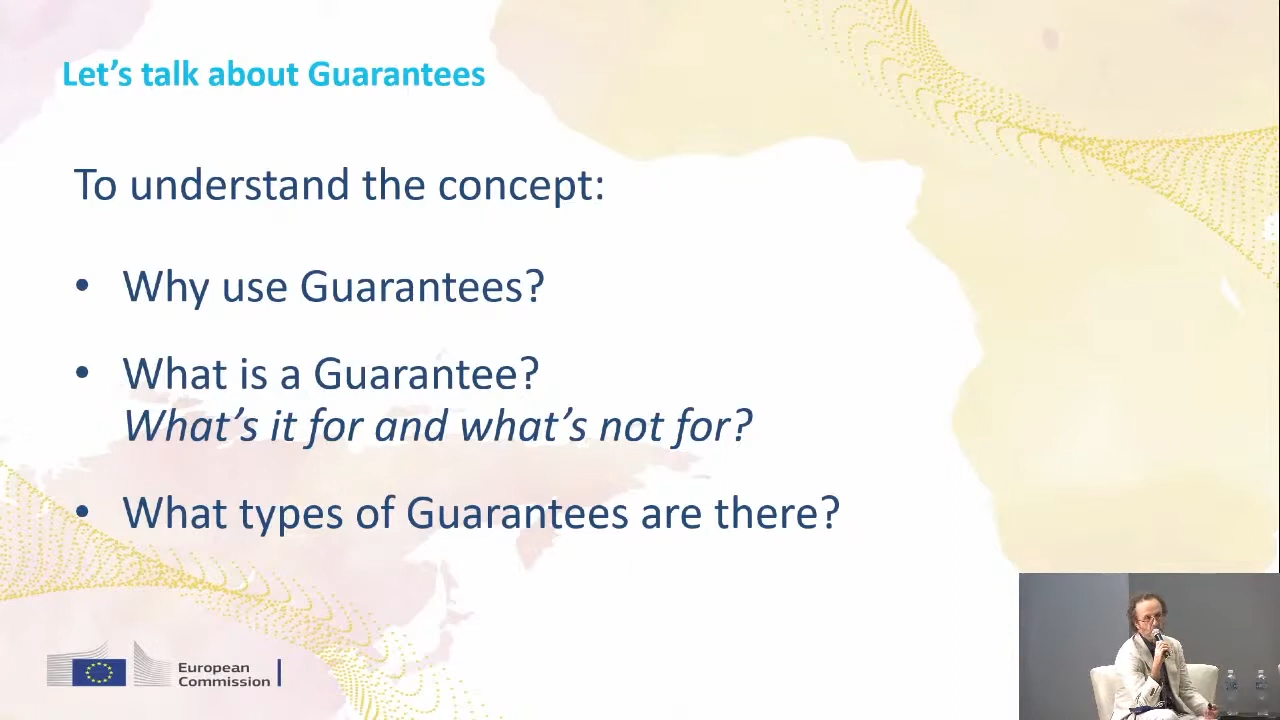 Let's talk about Guarantees
To understand the concept:
• Why use Guarantees?
• What is a Guarantee?
What's it for and what's not for?
• What types of Guarantees are there?
European
Commission